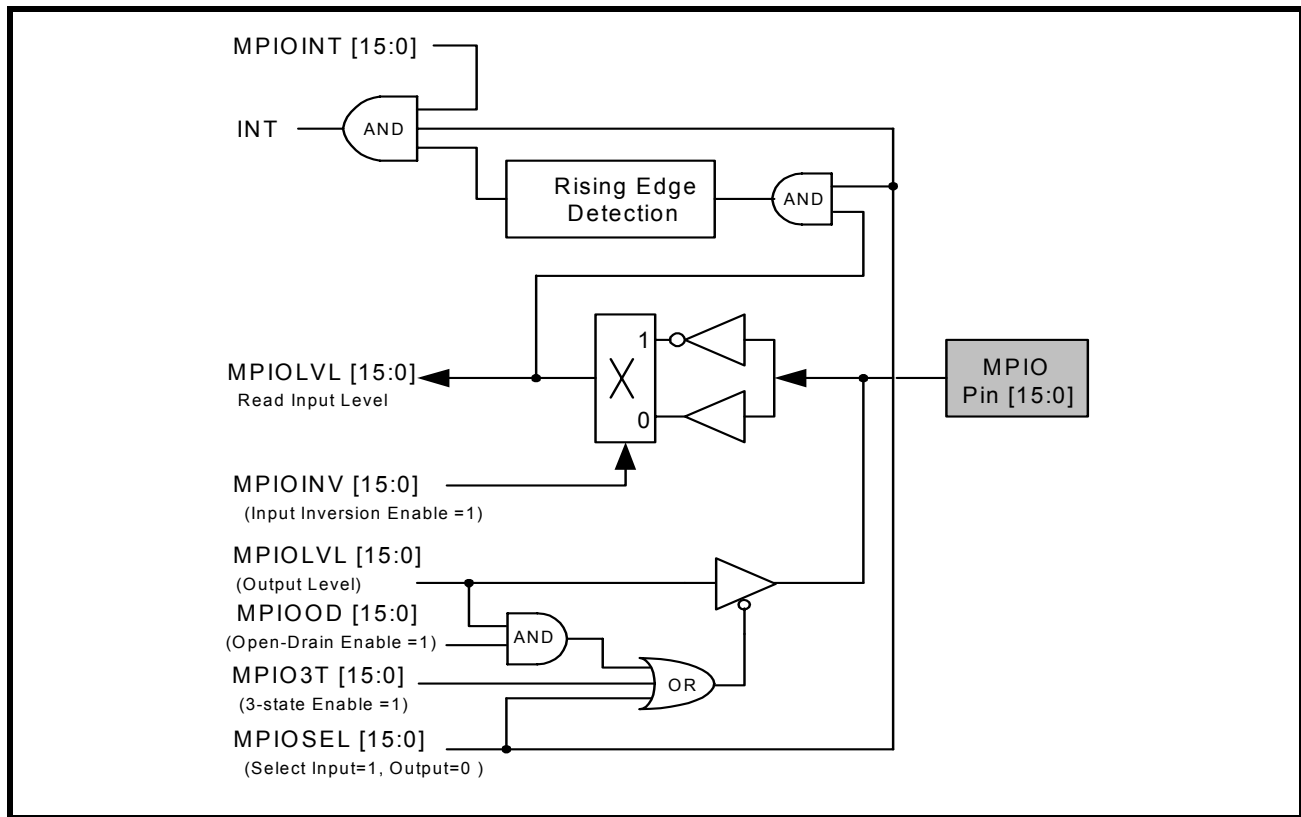 MPIOINT [15:0]
INT
AND
Rising Edge
Detection
AND
1
MPIOLVL [15:0]
Read Input Level
X
0
MPIO
Pin [15:0]
MPIOINV [15:0]
(Input Inversion Enable =1)
MPIOLVL [15:0]
(Output Level)
MPIOOD [15:0]
(Open-Drain Enable =1)
AND
MPIO3T [15:0]
(3-state Enable =1)
OR
MPIOSEL [15:0]
(Select Input=1, Output=0 )